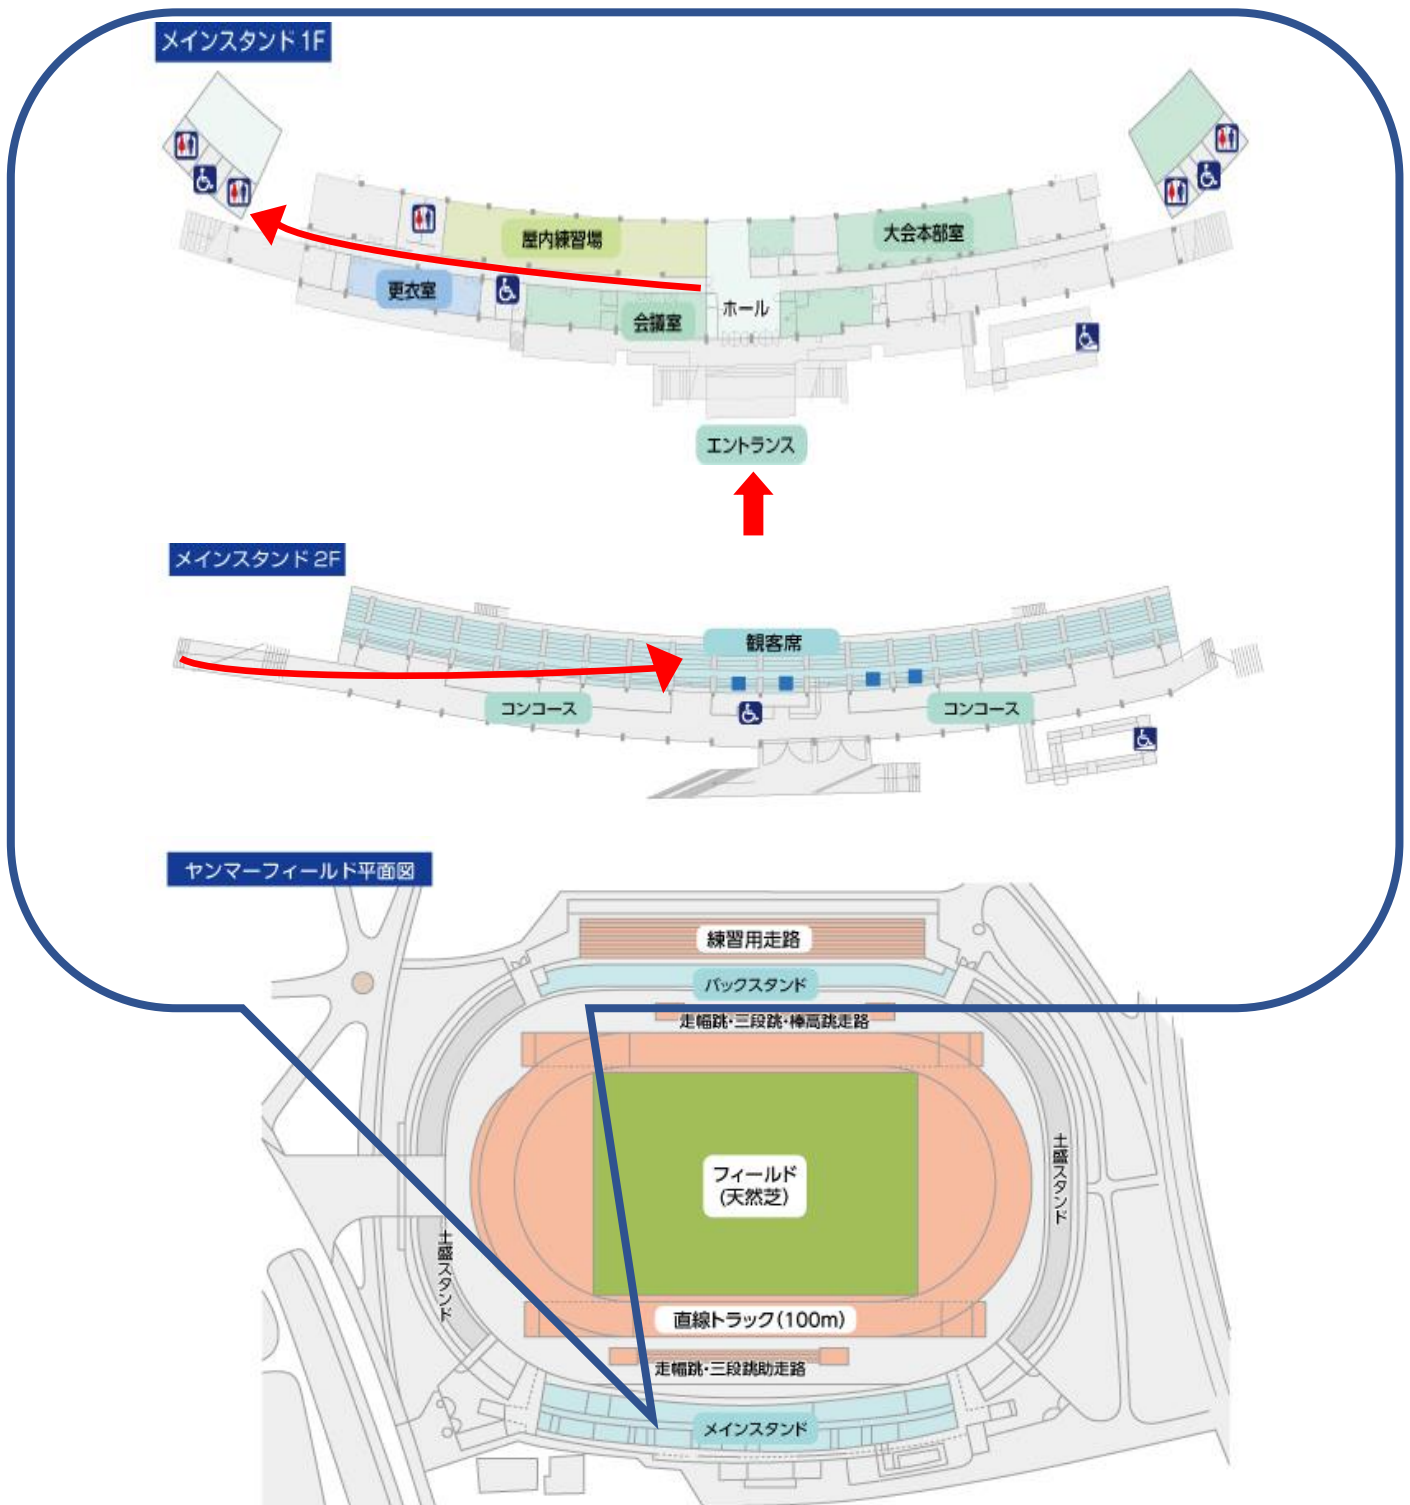 メインスタンド 1F
屋内練習場
大会本部室
更衣室
会議室
ホール
エントランス
メインスタンド 2F
観客席
コンコース
コンコース
ヤンマーフィールド平面図
練習用走路
バックスタンド
走幅跳・三段跳・棒高跳走路
フィールド
(天然芝)
土盛スタンド
土盛スタンド
直線トラック(100m)
走幅跳・三段跳助走路
メインスタンド